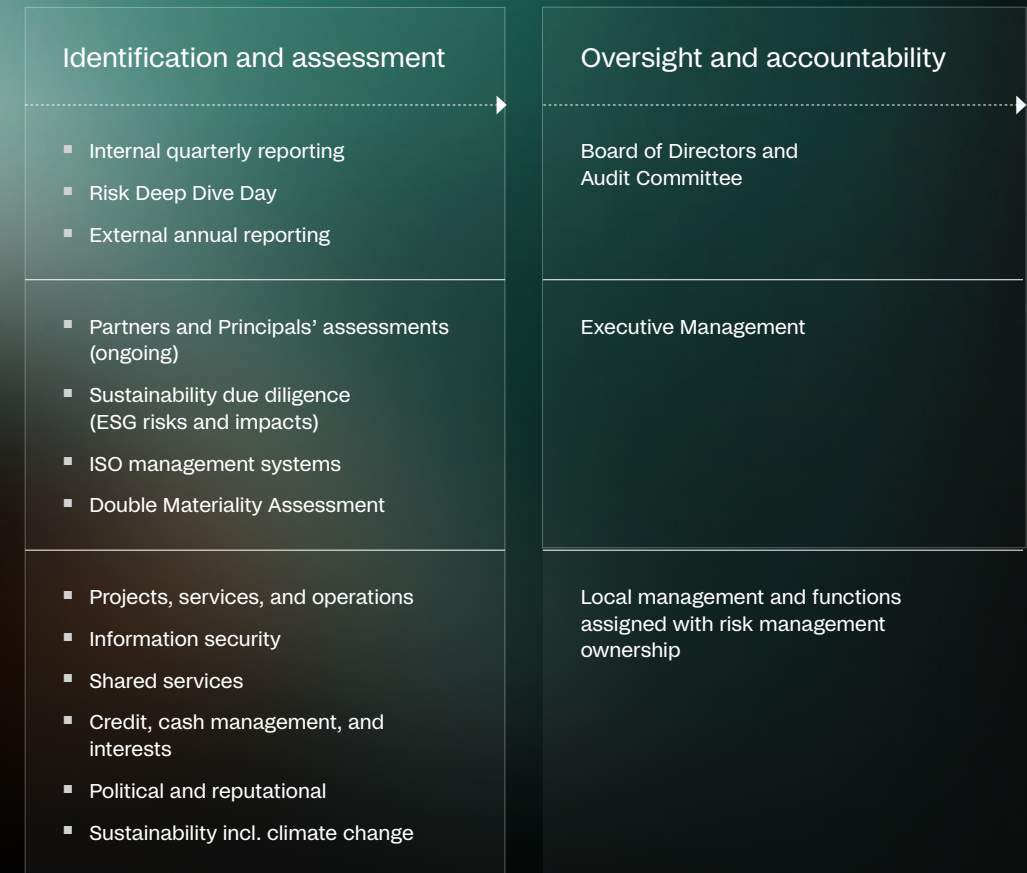 Identification and assessment
Internal quarterly reporting
Risk Deep Dive Day
External annual reporting
Partners and Principals’ assessments
(ongoing)
Sustainability due diligence
(ESG risks and impacts)
ISO management systems
Double Materiality Assessment
Projects, services, and operations
Information security
Shared services
Credit, cash management, and
interests
Political and reputational
Sustainability incl. climate change
Oversight and accountability
Board of Directors and
Audit Committee
Executive Management
Local management and functions
assigned with risk management
ownership